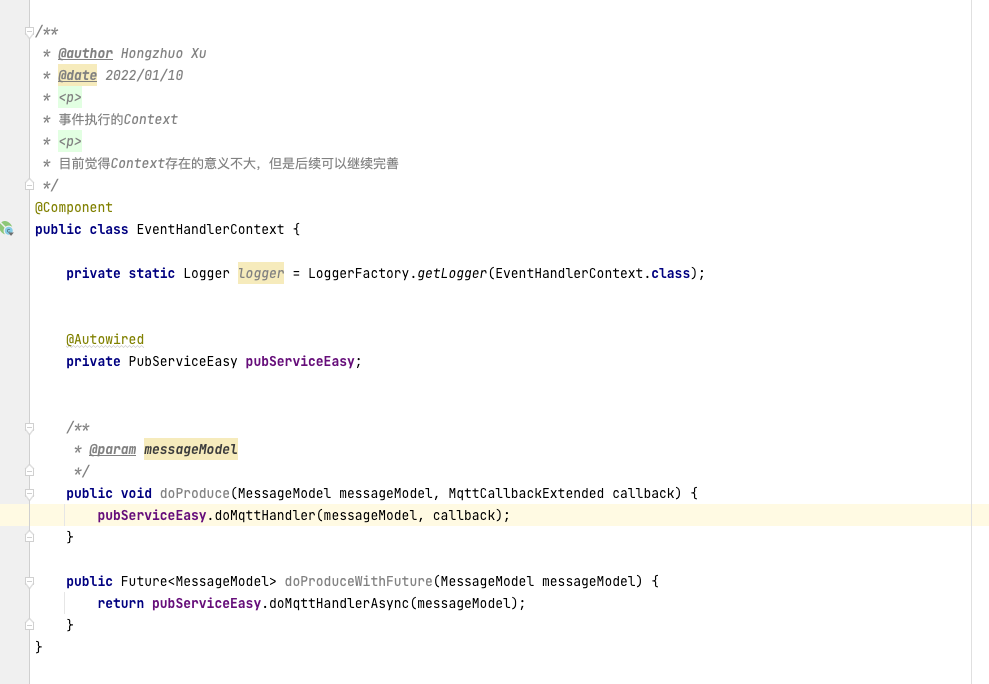 /**
 * @author Hongzhuo Xu
 * @date 2022/01/10
 * <p>
 * 事件执行的Context
 * <p>
 * 目前觉得Context存在的意义不大，但是后续可以继续完善
 */
@Component
public class EventHandlerContext {
    private static Logger logger = LoggerFactory.getLogger(EventHandlerContext.class);
    @Autowired
    private PubServiceEasy pubServiceEasy;
    /**
     * @param messageModel
     */
    public void doProduce(MessageModel messageModel, MqttCallbackExtended callback) {
        pubServiceEasy.doMqttHandler(messageModel, callback);
    }
    public Future<MessageModel> doProduceWithFuture(MessageModel messageModel) {
        return pubServiceEasy.doMqttHandlerAsync(messageModel);
    }
}